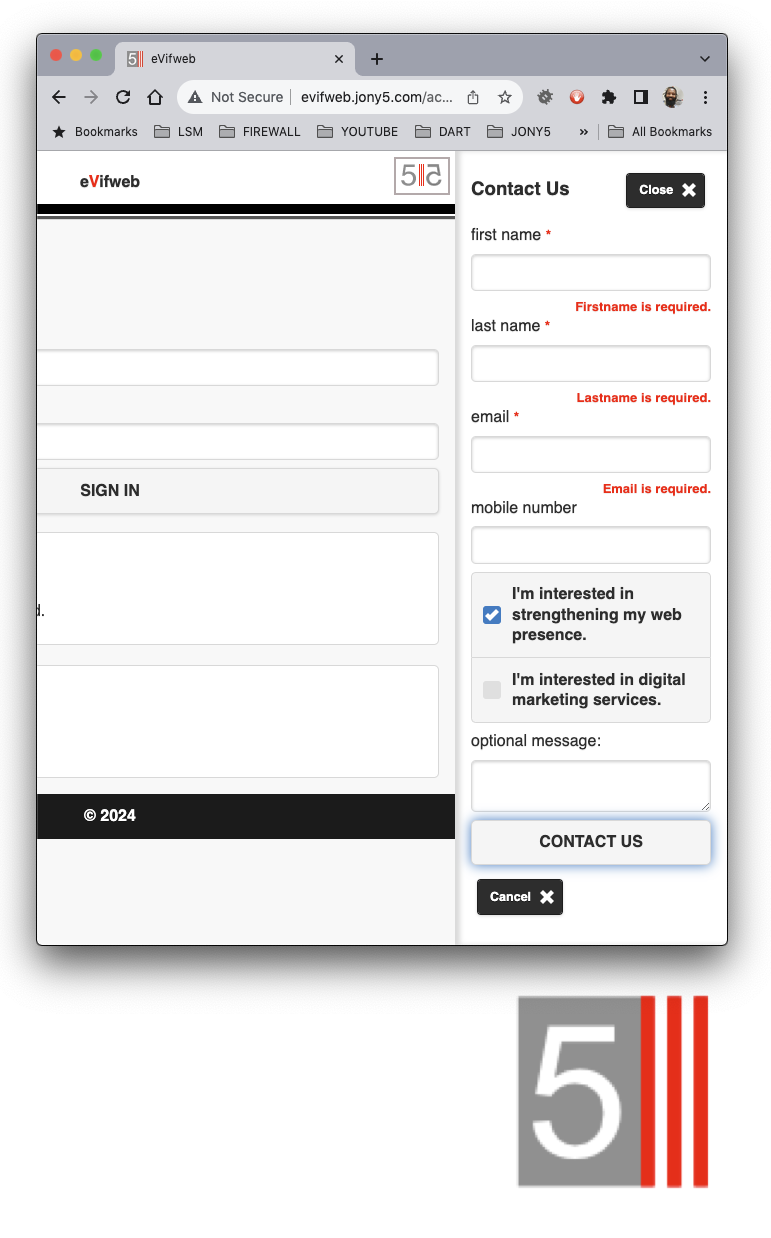 5 eVifweb
Not Secure evifweb.jony5.com/ac...
Bookmarks LSM FIREWALL YOUTUBE DART JONY5 » All Bookmarks
eVifweb
5
Contact Us
Close
first name *
Firstname is required.
last name *
Lastname is required.
email *
Email is required.
mobile number
I'm interested in
strengthening my web
presence.
I'm interested in digital
marketing services.
optional message:
CONTACT US
Cancel
SIGN IN
d.
© 2024
5